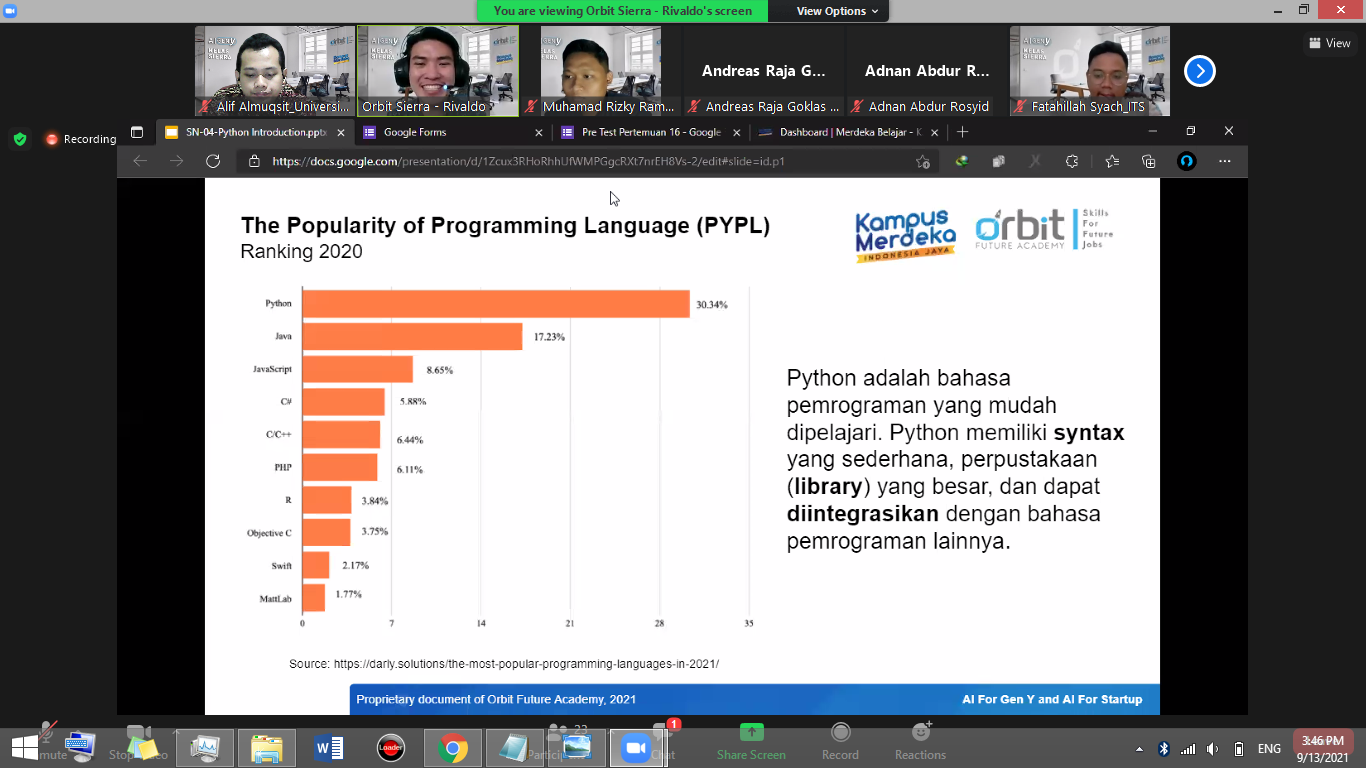 You are viewing Orbit Sierra - Rivaldo's screen
View Options
View
Alif Almuqsit_Universi...
Orbit Sierra - Rivaldo
Muhamad Rizky Ram...
Andreas Raja G...
Andreas Raja Goklas ...
Adnan Abdur R...
Adnan Abdur Rosyid
Fatahillah Syach_ITS
Recording
SN-04-Python Introduction.pptx
Google Forms
Pre Test Pertemuan 16 - Google
Dashboard | Merdeka Belajar - K
https://docs.google.com/presentation/d/1Zcux3RHoRhhUfWMPGgcRXt7nrEH8Vs-2/edit#slide=id.p1
The Popularity of Programming Language (PYPL)
Ranking 2020
Kampus
Merdeka
INDONESIA JAYA
orbit
FUTURE ACADEMY
Skills
For
Future
Jobs
Python 30.34%
Java 17.23%
JavaScript 8.65%
C# 5.88%
C/C++ 6.44%
PHP 6.11%
R 3.84%
Objective C 3.75%
Swift 2.17%
MattLab 1.77%
0 7 14 21 28 35
Python adalah bahasa
pemrograman yang mudah
dipelajari. Python memiliki syntax
yang sederhana, perpustakaan
(library) yang besar, dan dapat
diintegrasikan dengan bahasa
pemrograman lainnya.
Source: https://darly.solutions/the-most-popular-programming-languages-in-2021/
Proprietary document of Orbit Future Academy, 2021
AI For Gen Y and AI For Startup
23
1
Share Screen
Record
Reactions
Loader
ENG
3:46 PM
9/13/2021